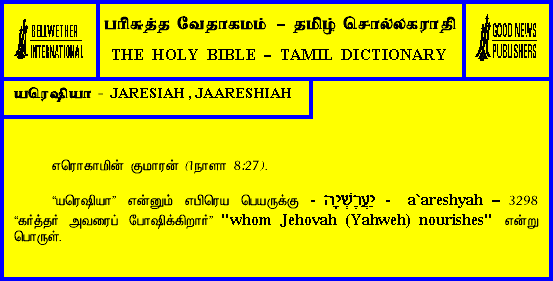 BELLWETHER
INTERNATIONAL
பரிசுத்த வேதாகமம் – தமிழ் சொல்லகராதி
THE HOLY BIBLE – TAMIL DICTIONARY
GOOD NEWS
PUBLISHERS
யரெஷியா - JARESIAH , JAARESHIAH
எரொகாமின் குமாரன் (1நாளா 8:27).
“யரெஷியா” என்னும் எபிரெய பெயருக்கு - יַעֲרֶשְׁיָה - a`areshyah – 3298
“கர்த்தர் அவரைப் போஷிக்கிறார்” "whom Jehovah (Yahweh) nourishes" என்று
பொருள்.